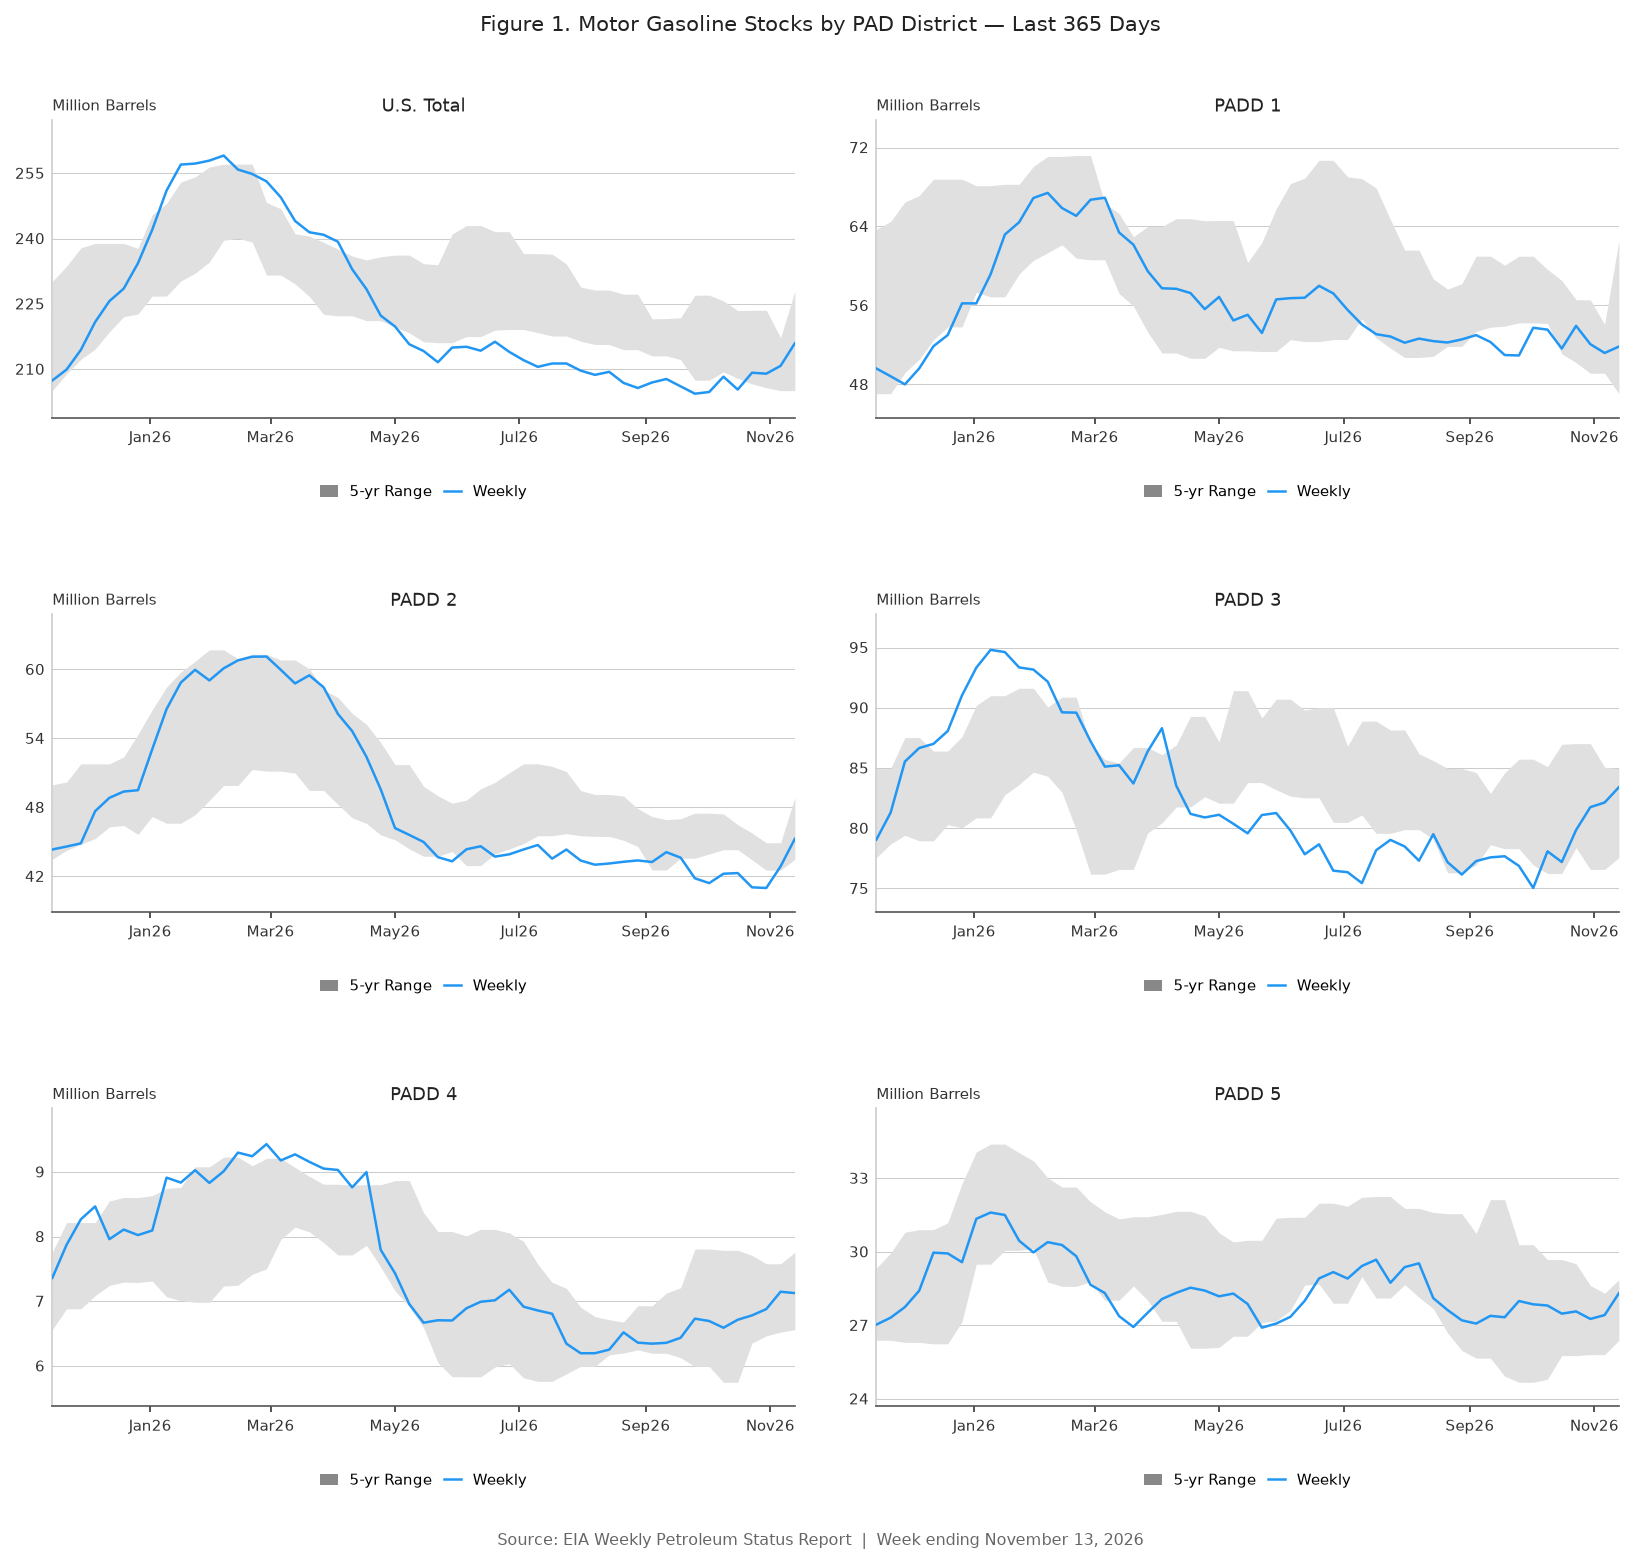 Figure 1. Motor Gasoline Stocks by PAD District — Last 365 Days
Million Barrels
U.S. Total
255
240
225
210
Jan26 Mar26 May26 Jul26 Sep26 Nov26
5-yr Range Weekly
Million Barrels
PADD 1
72
64
56
48
Jan26 Mar26 May26 Jul26 Sep26 Nov26
5-yr Range Weekly
Million Barrels
PADD 2
60
54
48
42
Jan26 Mar26 May26 Jul26 Sep26 Nov26
5-yr Range Weekly
Million Barrels
PADD 3
95
90
85
80
75
Jan26 Mar26 May26 Jul26 Sep26 Nov26
5-yr Range Weekly
Million Barrels
PADD 4
9
8
7
6
Jan26 Mar26 May26 Jul26 Sep26 Nov26
5-yr Range Weekly
Million Barrels
PADD 5
33
30
27
24
Jan26 Mar26 May26 Jul26 Sep26 Nov26
5-yr Range Weekly
Source: EIA Weekly Petroleum Status Report | Week ending November 13, 2026